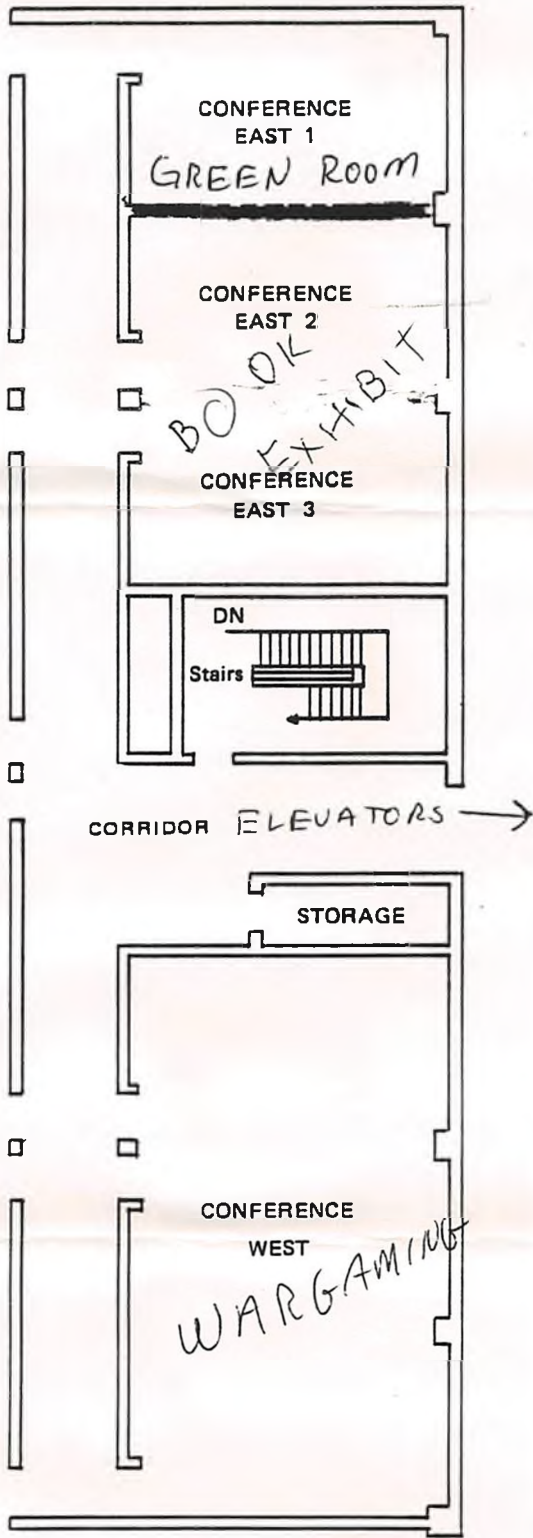 CONFERENCE
EAST 1
GREEN ROOM
CONFERENCE
EAST 2
BOOK
EXHIBIT
CONFERENCE
EAST 3
DN
Stairs
CORRIDOR ELEVATORS
STORAGE
CONFERENCE
WEST
WARGAMING